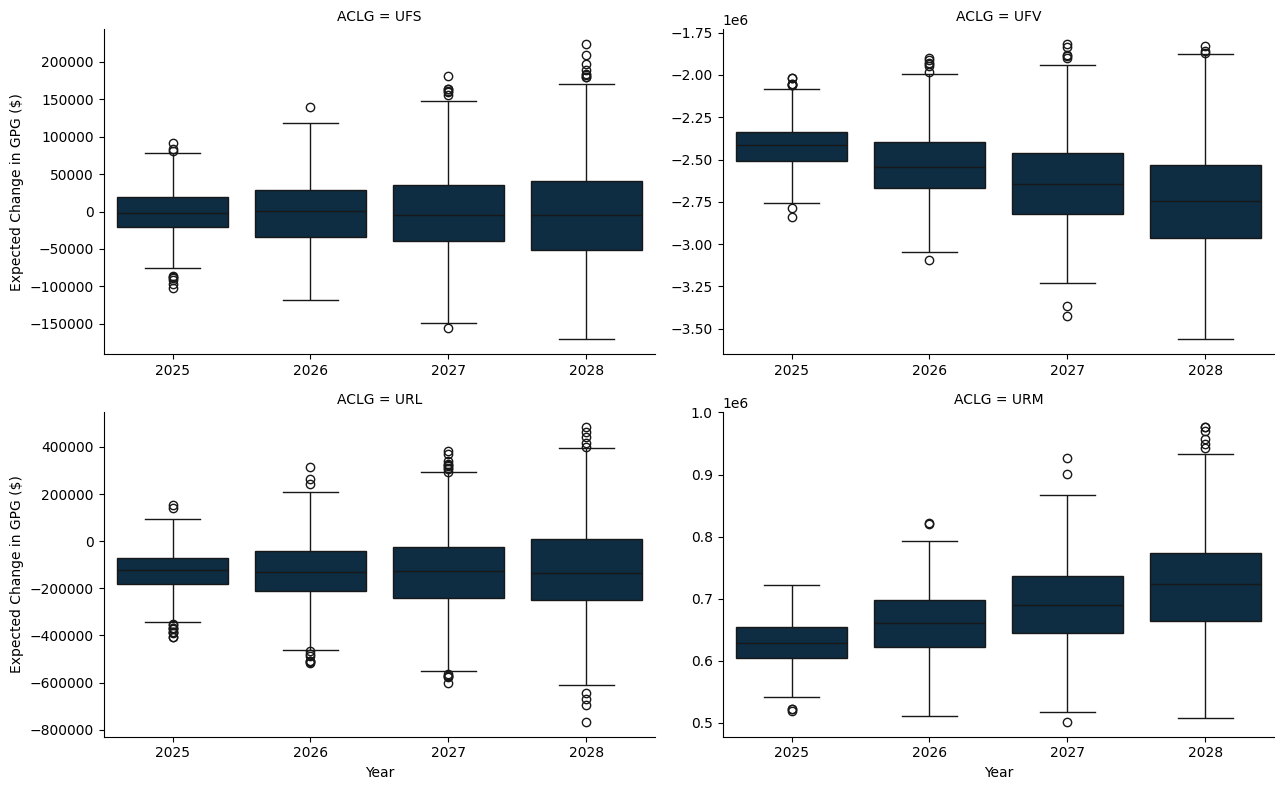 ACLG = UFS
Expected Change in GPG ($)
200000
150000
100000
50000
0
−50000
−100000
−150000
2025 2026 2027 2028
ACLG = UFV
1e6
−1.75
−2.00
−2.25
−2.50
−2.75
−3.00
−3.25
−3.50
2025 2026 2027 2028
ACLG = URL
Expected Change in GPG ($)
400000
200000
0
−200000
−400000
−600000
−800000
2025 2026 2027 2028
Year
ACLG = URM
1e6
1.0
0.9
0.8
0.7
0.6
0.5
2025 2026 2027 2028
Year